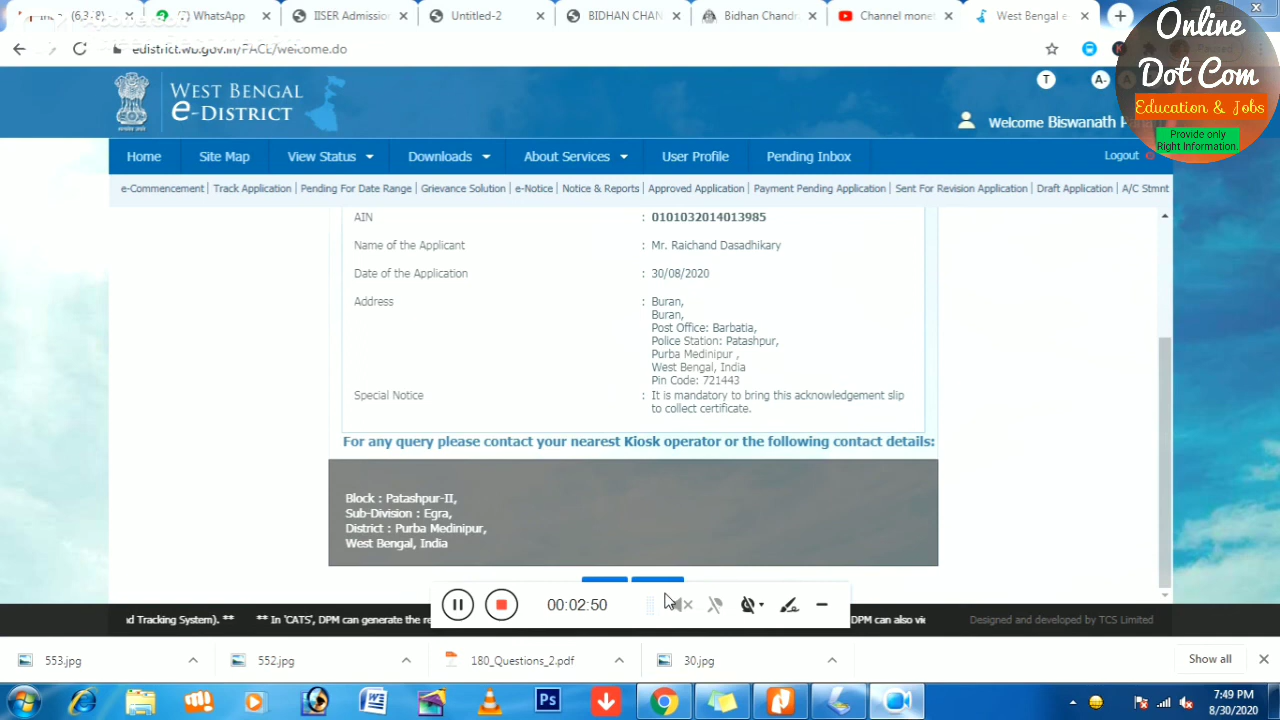 WhatsApp
IISER Admission
Untitled-2
BIDHAN CHAN
Bidhan Chandr
Channel monet
West Bengal e
Online
Dot Com
Education & Jobs
Provide only
Right Information.
edistrict.wb.gov.in/PACE/welcome.do
WEST BENGAL
e-DISTRICT
T
A-
Welcome Biswanath
Home
Site Map
View Status
Downloads
About Services
User Profile
Pending Inbox
Logout
e-Commencement
Track Application
Pending For Date Range
Grievance Solution
e-Notice
Notice & Reports
Approved Application
Payment Pending Application
Sent For Revision Application
Draft Application
A/C Stmnt
AIN : 0101032014013985
Name of the Applicant : Mr. Raichand Dasadhikary
Date of the Application : 30/08/2020
Address : Buran,
Buran,
Post Office: Barbatia,
Police Station: Patashpur,
Purba Medinipur ,
West Bengal, India
Pin Code: 721443
Special Notice : It is mandatory to bring this acknowledgement slip
to collect certificate.
For any query please contact your nearest Kiosk operator or the following contact details:
Block : Patashpur-II,
Sub-Division : Egra,
District : Purba Medinipur,
West Bengal, India
00:02:50
d Tracking System). **
** In 'CATS', DPM can generate the re
DPM can also vi
Designed and developed by TCS Limited
553.jpg
552.jpg
180_Questions_2.pdf
30.jpg
Show all
Ps
7:49 PM
8/30/2020